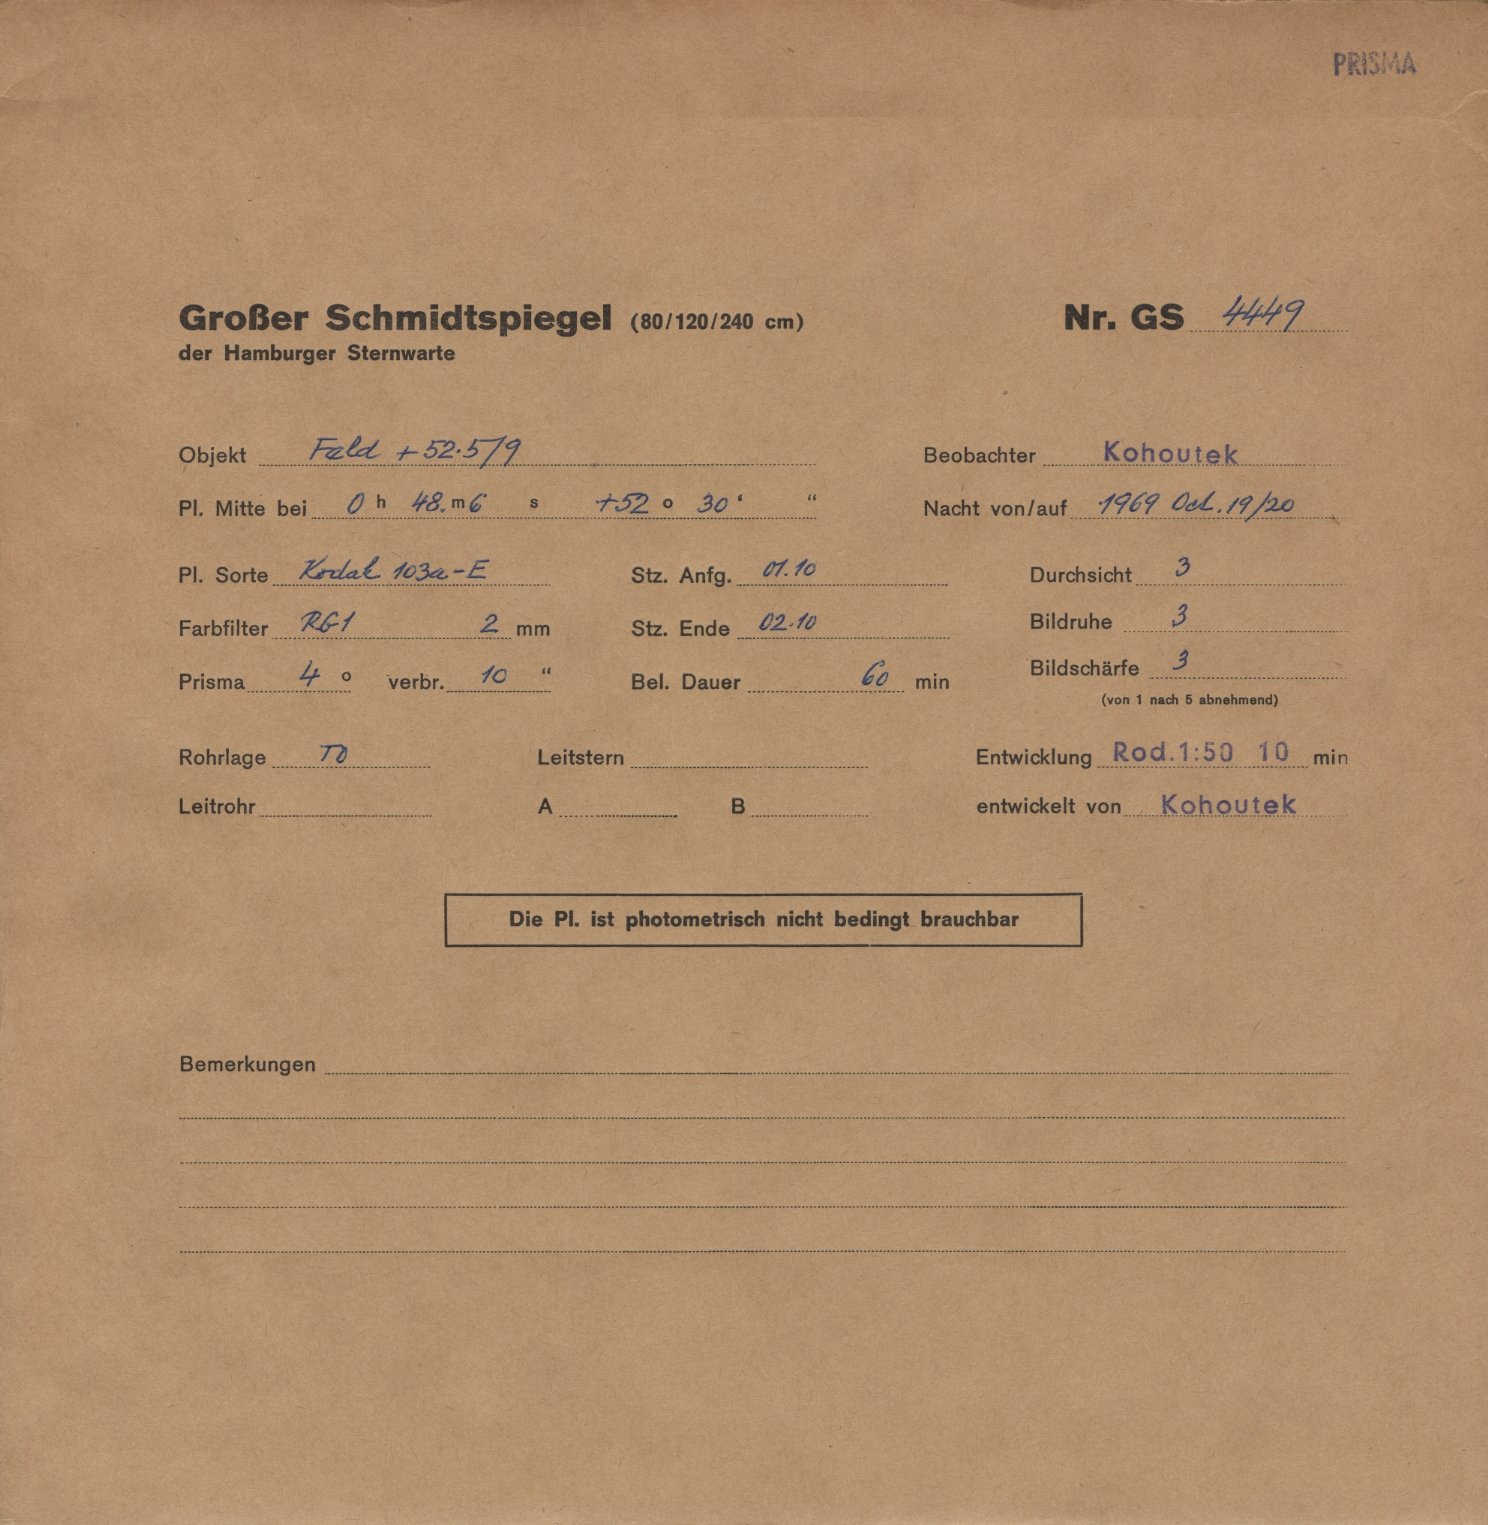 PRISMA
Großer Schmidtspiegel (80/120/240 cm) Nr. GS 4449
der Hamburger Sternwarte
Objekt Feld +52.579 Beobachter Kohoutek
Pl. Mitte bei 0 h 48. m 6 s +52 o 30 ‘ “ Nacht von/auf 1969 Oct. 19/20
Pl. Sorte Kodak 103a-E Stz. Anfg. 01.10 Durchsicht 3
Farbfilter RG1 2 mm Stz. Ende 02.10 Bildruhe 3
Prisma 4 o verbr. 10 “ Bel. Dauer 60 min Bildschärfe 3
(von 1 nach 5 abnehmend)
Rohrlage TO Leitstern Entwicklung Rod.1:50 10 min
Leitrohr A B entwickelt von Kohoutek
Die Pl. ist photometrisch nicht bedingt brauchbar
Bemerkungen